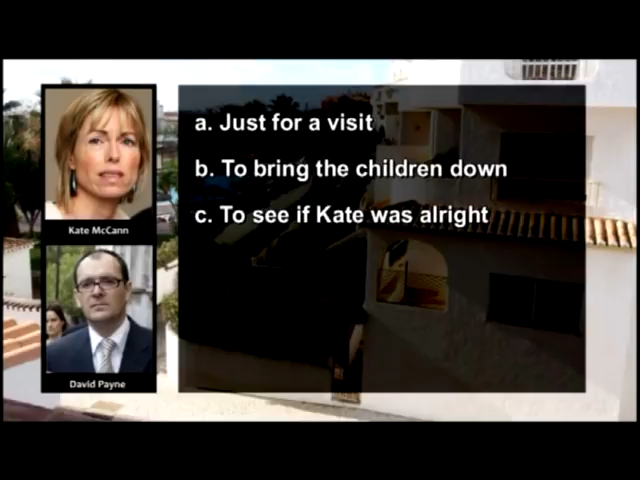 a. Just for a visit
b. To bring the children down
c. To see if Kate was alright
Kate McCann
David Payne